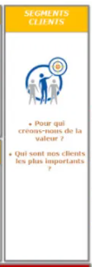 SEGMENTS
CLIENTS
• Pour qui
créons-nous de la
valeur ?
• Qui sont nos clients
les plus importants
?